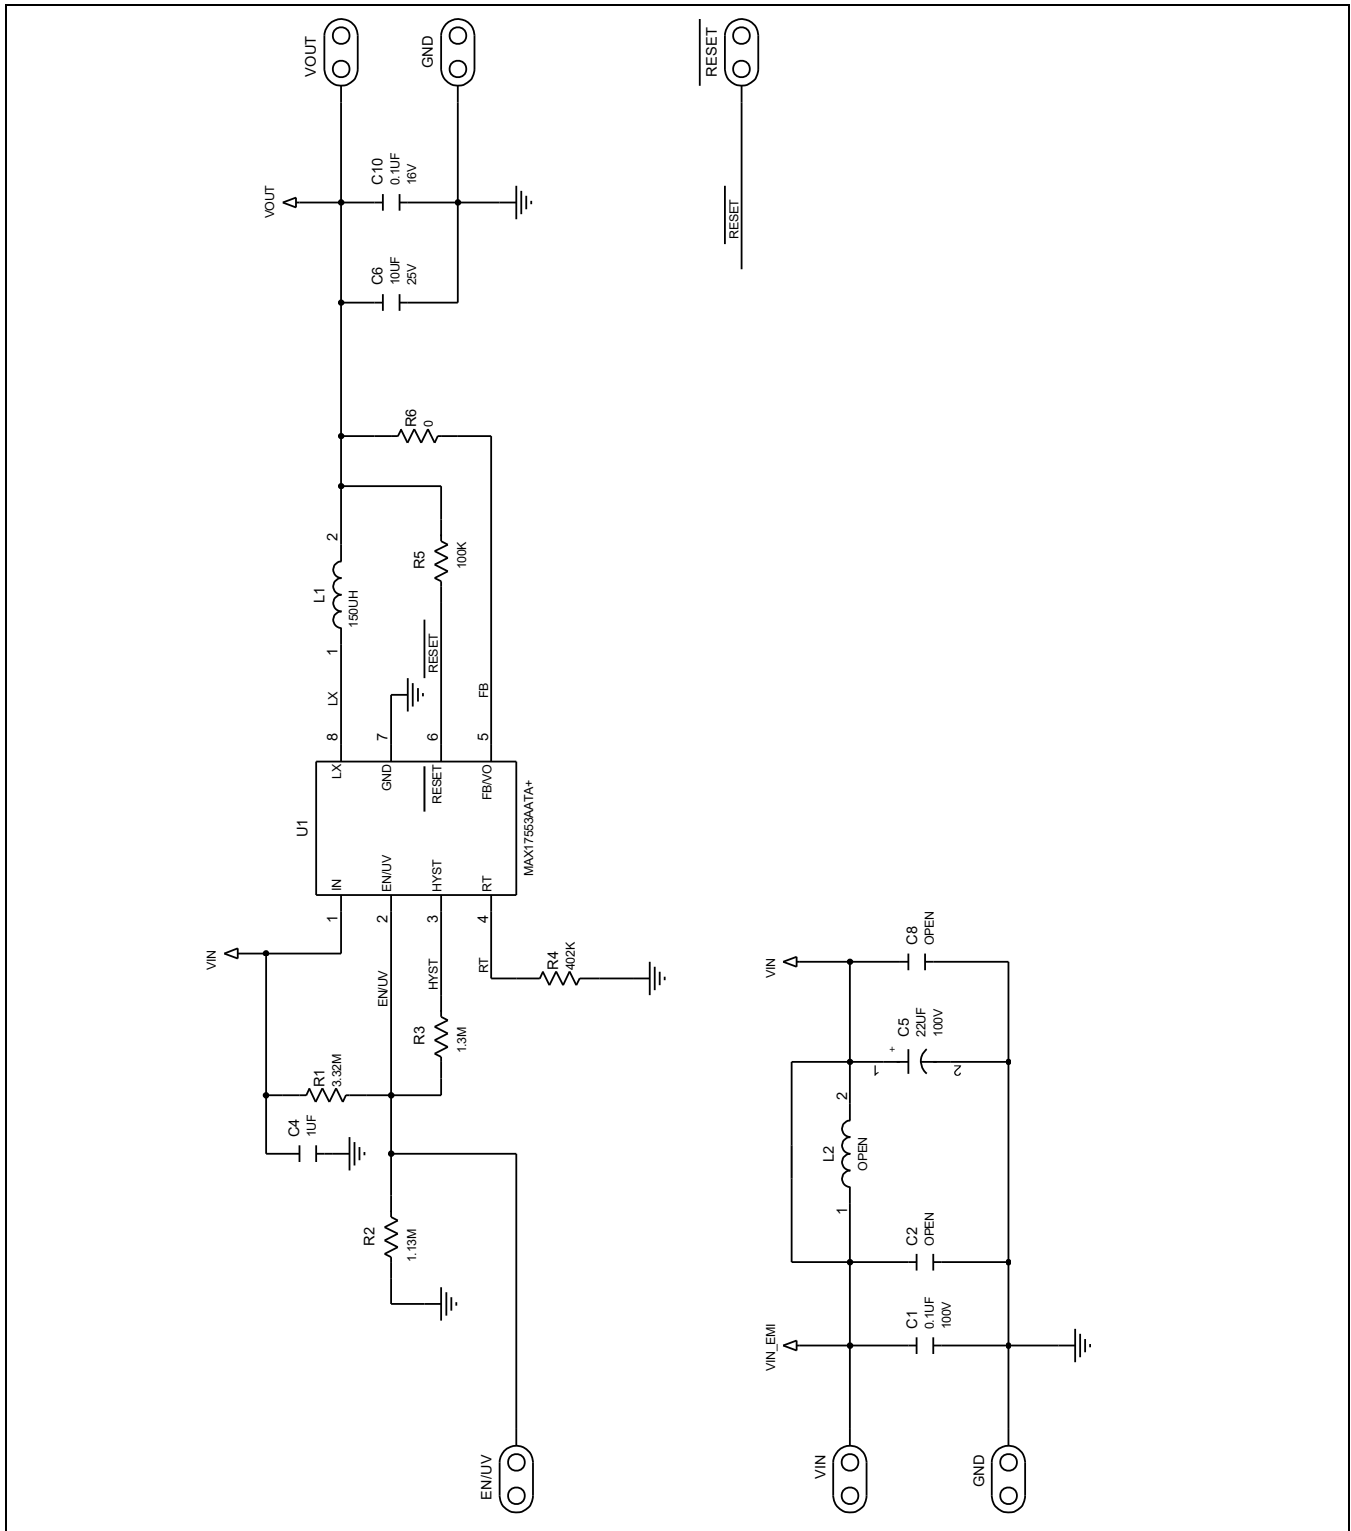 VOUT
GND
RESET
VOUT
C10
0.1UF
16V
C6
10UF
25V
RESET
R6
0
2
L1
150UH
1
R5
100K
RESET
LX
FB
8
7
6
5
LX
GND
RESET
FB/VO
U1
MAX17553AATA+
IN
EN/UV
HYST
RT
1
2
3
4
VIN
EN/UV
HYST
RT
R4
402K
R3
1.3M
R1
3.32M
C4
1UF
R2
1.13M
EN/UV
VIN
C8
OPEN
C5
22UF
100V
+
1
2
2
L2
OPEN
1
C2
OPEN
VIN_EMI
C1
0.1UF
100V
VIN
GND